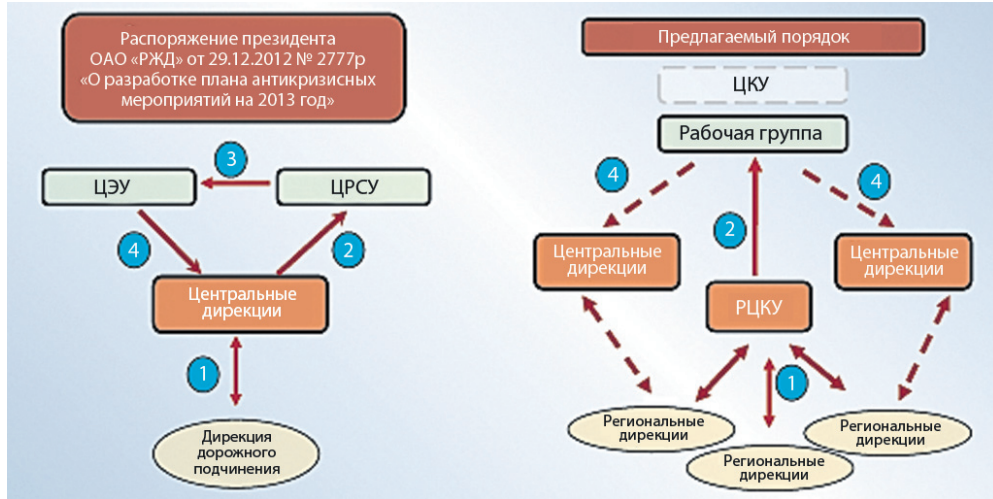 Распоряжение президента
ОАО «РЖД» от 29.12.2012 № 2777р
«О разработке плана антикризисных
мероприятий на 2013 год»
3
ЦЭУ
ЦРСУ
4
2
Центральные
дирекции
1
Дирекция
дорожного
подчинения
Предлагаемый порядок
ЦКУ
Рабочая группа
4
4
2
Центральные
дирекции
Центральные
дирекции
РЦКУ
1
Региональные
дирекции
Региональные
дирекции
Региональные
дирекции